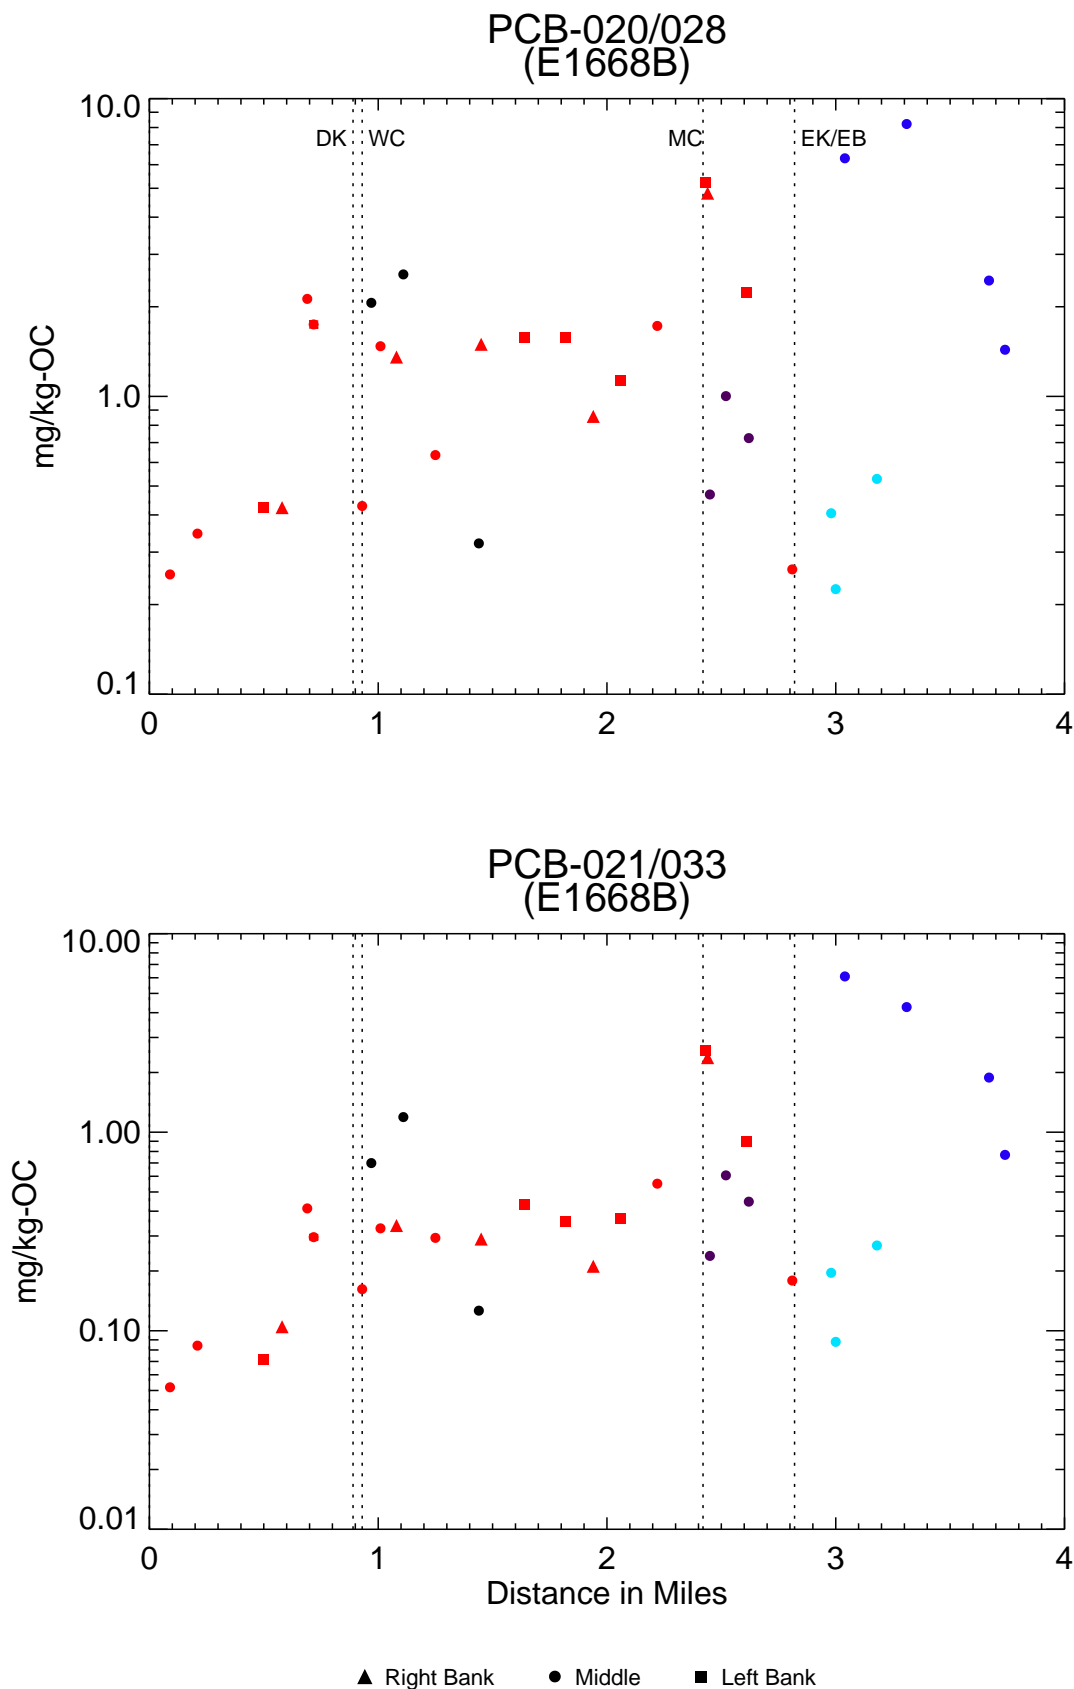 PCB-020/028
(E1668B)
10.0
DK
WC
MC
EK/EB
1.0
mg/kg-OC
0.1
0 1 2 3 4
PCB-021/033
(E1668B)
10.00
1.00
mg/kg-OC
0.10
0.01
0 1 2 3 4
Distance in Miles
Right Bank Middle Left Bank